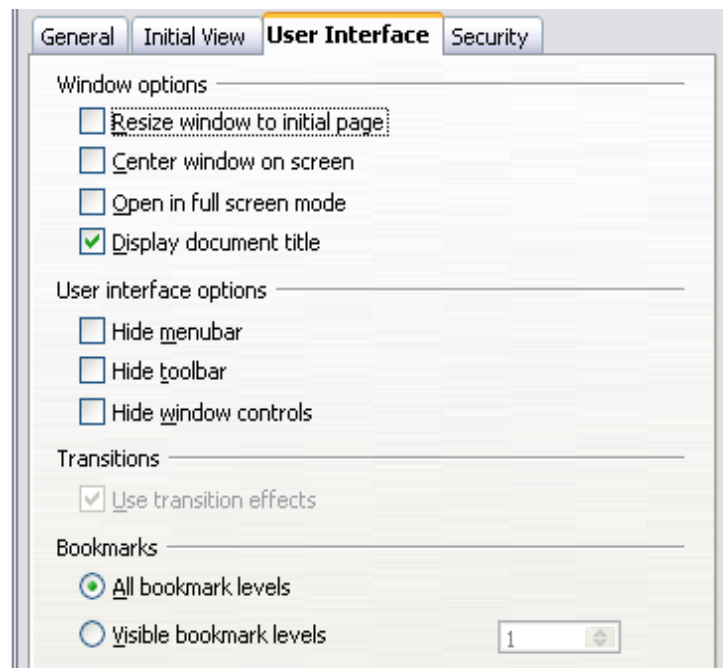 General Initial View User Interface Security
Window options
Resize window to initial page
Center window on screen
Open in full screen mode
Display document title
User interface options
Hide menubar
Hide toolbar
Hide window controls
Transitions
Use transition effects
Bookmarks
All bookmark levels
Visible bookmark levels 1